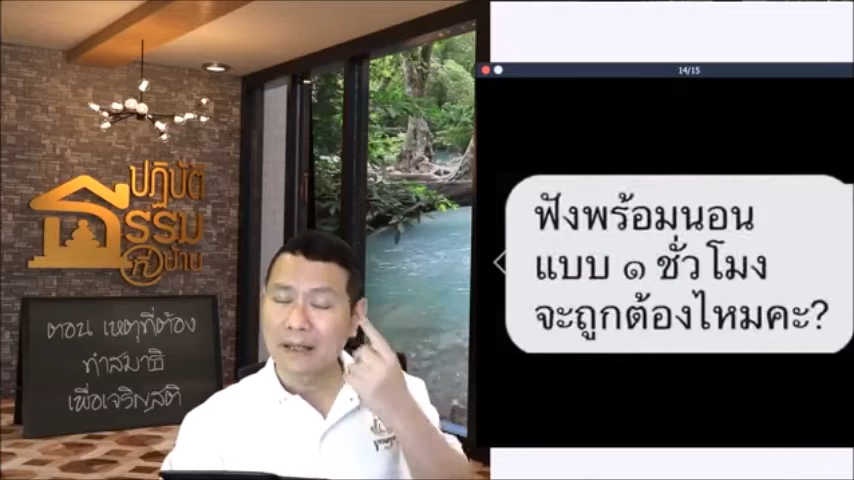 ปฏิบัติ
ธรรม
ที่บ้าน
ตอน เหตุที่ต้อง
ทำสมาธิ
เพื่อเจริญสติ
14/15
ฟังพร้อมนอน
แบบ ๑ ชั่วโมง
จะถูกต้องไหมคะ?